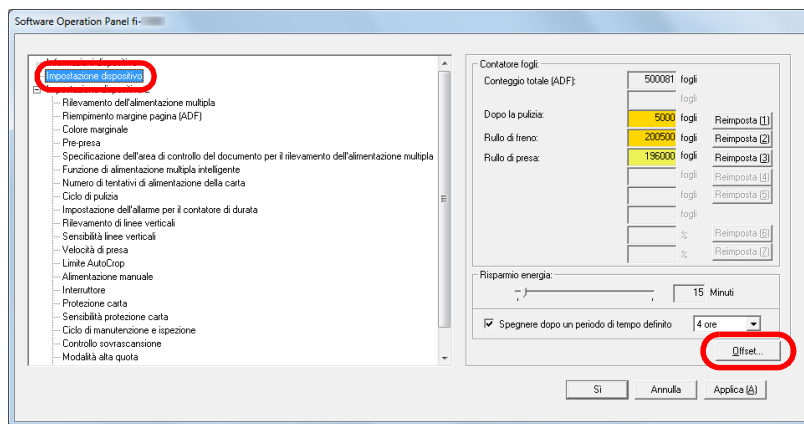 Software Operation Panel fi-
Informazioni dispositivo
Impostazione dispositivo
Impostazione dispositivo 2
Rilevamento dell'alimentazione multipla
Riempimento margine pagina (ADF)
Colore marginale
Pre-presa
Specificazione dell'area di controllo del documento per il rilevamento dell'alimentazione multipla
Funzione di alimentazione multipla intelligente
Numero di tentativi di alimentazione della carta
Ciclo di pulizia
Impostazione dell'allarme per il contatore di durata
Rilevamento di linee verticali
Sensibilità linee verticali
Velocità di presa
Limite AutoCrop
Alimentazione manuale
Interruttore
Protezione carta
Sensibilità protezione carta
Ciclo di manutenzione e ispezione
Controllo sovrascansione
Modalità alta quota
Contatore fogli:
Conteggio totale (ADF): 500081 fogli
fogli
Dopo la pulizia: 5000 fogli Reimposta (1)
Rullo di freno: 200500 fogli Reimposta (2)
Rullo di presa: 196000 fogli Reimposta (3)
fogli Reimposta (4)
fogli Reimposta (5)
fogli
% Reimposta (6)
% Reimposta (7)
Risparmio energia:
15 Minuti
Spegnere dopo un periodo di tempo definito 4 ore
Offset...
Sì Annulla Applica (A)